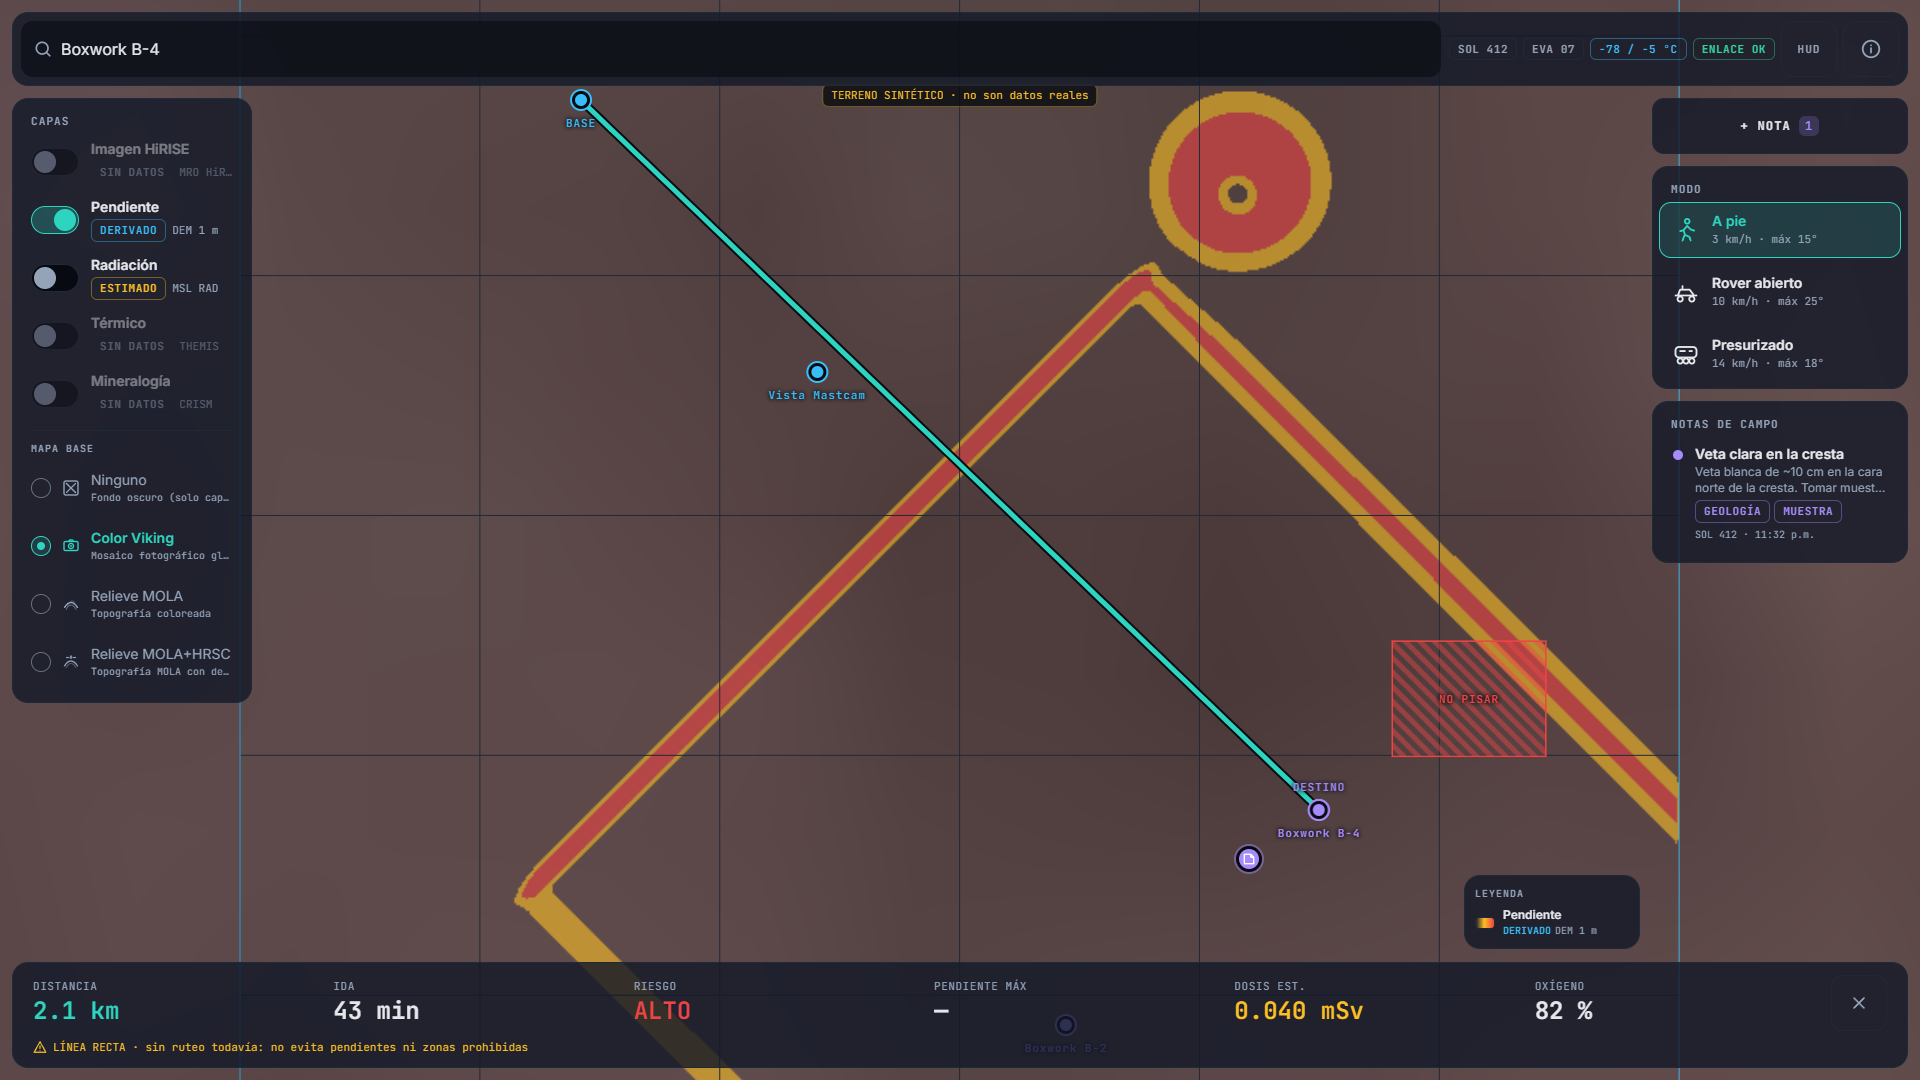 Boxwork B-4
SOL 412
EVA 07
-78 / -5 °C
ENLACE OK
HUD
TERRENO SINTÉTICO · no son datos reales
CAPAS
Imagen HiRISE
SIN DATOS MRO HiR…
Pendiente
DERIVADO DEM 1 m
Radiación
ESTIMADO MSL RAD
Térmico
SIN DATOS THEMIS
Mineralogía
SIN DATOS CRISM
MAPA BASE
Ninguno
Fondo oscuro (solo cap…
Color Viking
Mosaico fotográfico gl…
Relieve MOLA
Topografía coloreada
Relieve MOLA+HRSC
Topografía MOLA con de…
BASE
Vista Mastcam
NO PISAR
DESTINO
Boxwork B-4
+ NOTA 1
MODO
A pie
3 km/h · máx 15°
Rover abierto
10 km/h · máx 25°
Presurizado
14 km/h · máx 18°
NOTAS DE CAMPO
Veta clara en la cresta
Veta blanca de ~10 cm en la cara
norte de la cresta. Tomar muest…
GEOLOGÍA MUESTRA
SOL 412 · 11:32 p.m.
LEYENDA
Pendiente
DERIVADO DEM 1 m
DISTANCIA
2.1 km
IDA
43 min
RIESGO
ALTO
PENDIENTE MÁX
—
DOSIS EST.
0.040 mSv
OXÍGENO
82 %
Boxwork B-2
LÍNEA RECTA · sin ruteo todavía: no evita pendientes ni zonas prohibidas